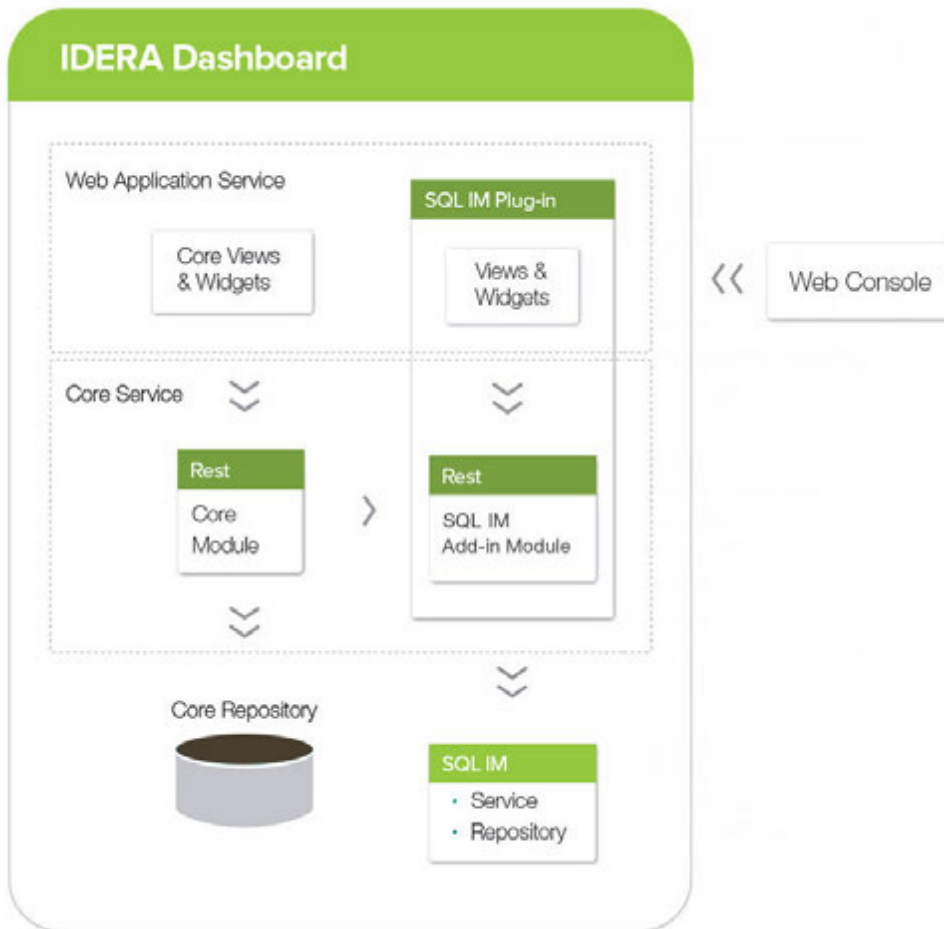 IDERA Dashboard
Web Application Service
SQL IM Plug-in
Core Views
& Widgets
Views &
Widgets
Web Console
Core Service
Rest
Core
Module
Rest
SQL IM
Add-in Module
Core Repository
SQL IM
• Service
• Repository